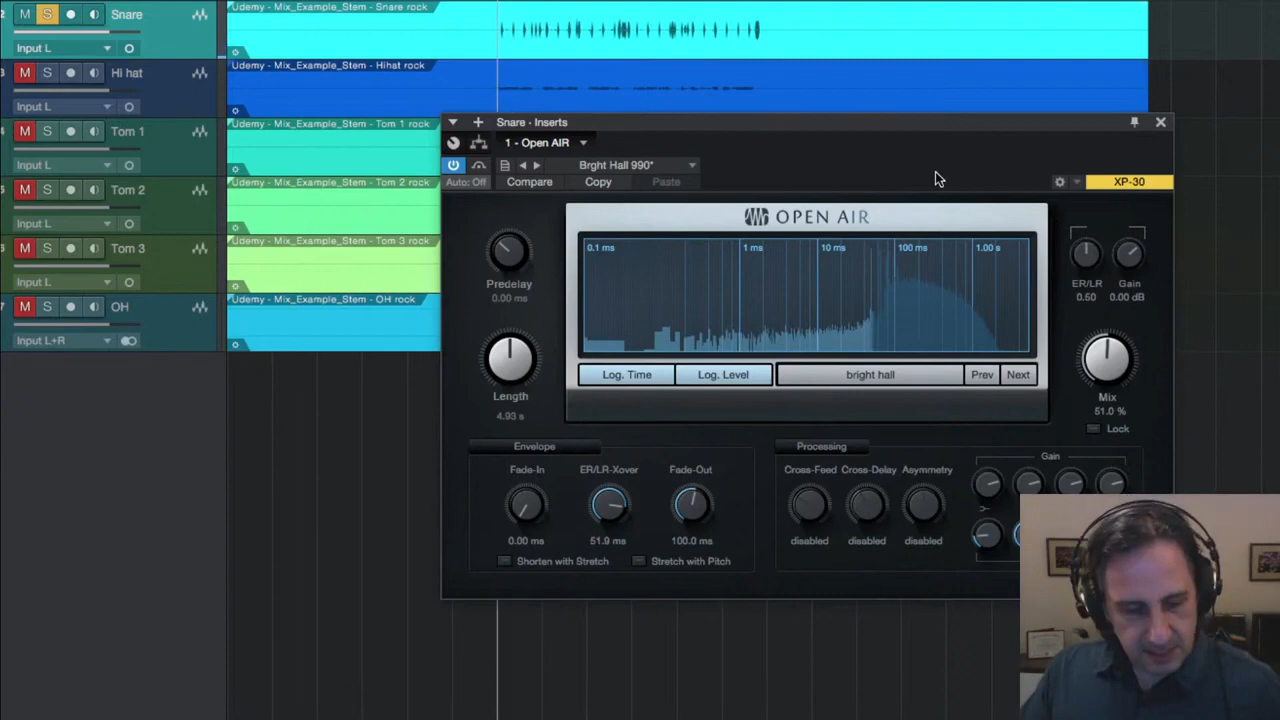 2 M S Snare
Udemy - Mix_Example_Stem - Snare rock
Input L
3 M S Hi hat
Udemy - Mix_Example_Stem - Hihat rock
Input L
M S Tom 1
Udemy - Mix_Example_Stem - Tom 1 rock
Input L
M S Tom 2
Udemy - Mix_Example_Stem - Tom 2 rock
Input L
M S Tom 3
Udemy - Mix_Example_Stem - Tom 3 rock
Input L
7 M S OH
Udemy - Mix_Example_Stem - OH rock
Input L+R
Snare - Inserts
1 - Open AIR
Brght Hall 990*
Auto: Off Compare Copy Paste XP-30
OPEN AIR
0.1 ms 1 ms 10 ms 100 ms 1.00 s
Predelay
0.00 ms
Length
4.93 s
Log. Time Log. Level bright hall Prev Next
ER/LR Gain
0.60 0.00 dB
Mix
51.0 %
Lock
Envelope
Fade-In ER/LR-Xover Fade-Out
0.00 ms 51.9 ms 100.0 ms
Shorten with Stretch Stretch with Pitch
Processing
Cross-Feed Cross-Delay Asymmetry
disabled disabled disabled
Gain